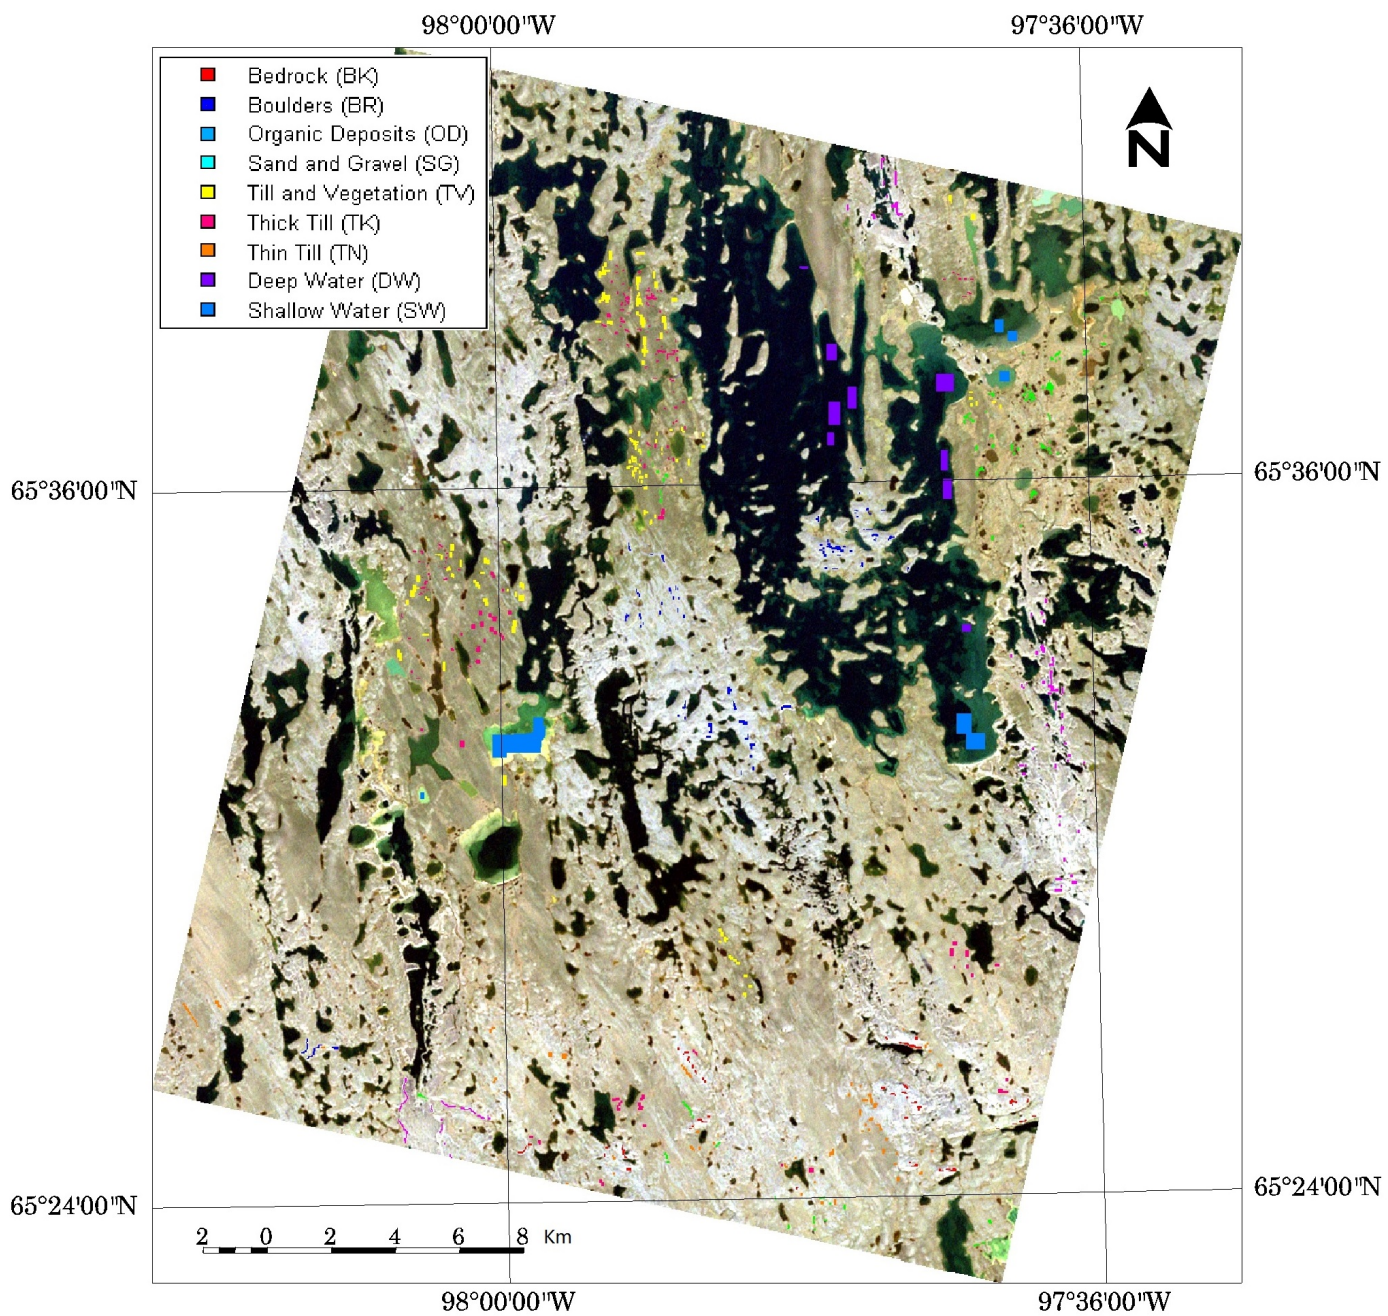 98°00'00"W 97°36'00"W
Bedrock (BK)
Boulders (BR)
Organic Deposits (OD)
Sand and Gravel (SG)
Till and Vegetation (TV)
Thick Till (TK)
Thin Till (TN)
Deep Water (DW)
Shallow Water (SW)
N
65°36'00"N 65°36'00"N
65°24'00"N 65°24'00"N
2 0 2 4 6 8 Km
98°00'00"W 97°36'00"W